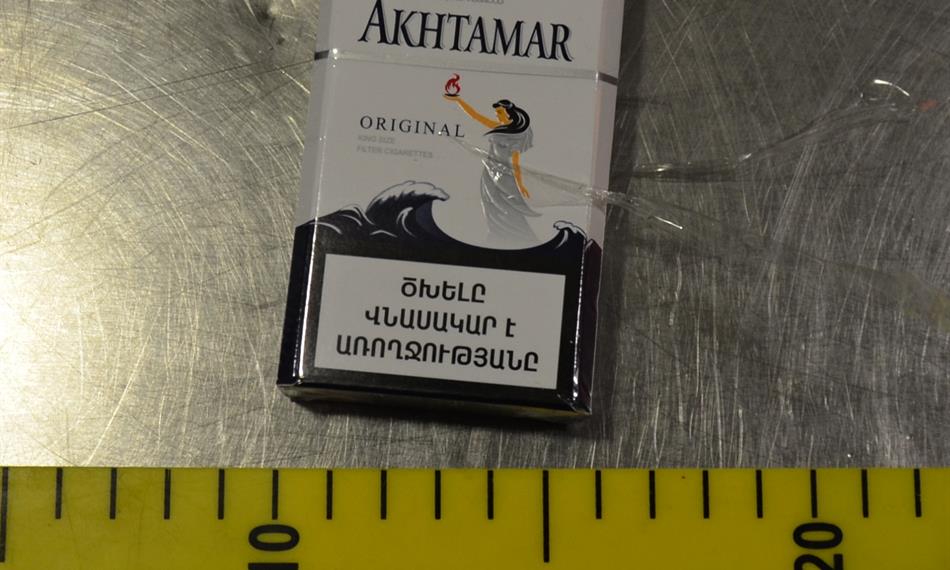 AKHTAMAR
ORIGINAL
KING SIZE
FILTER CIGARETTES
ԾԽԵԼԸ
ՎՆԱՍԱԿԱՐ է
ԱՌՈՂՋՈՒԹՅԱՆԸ
10
20